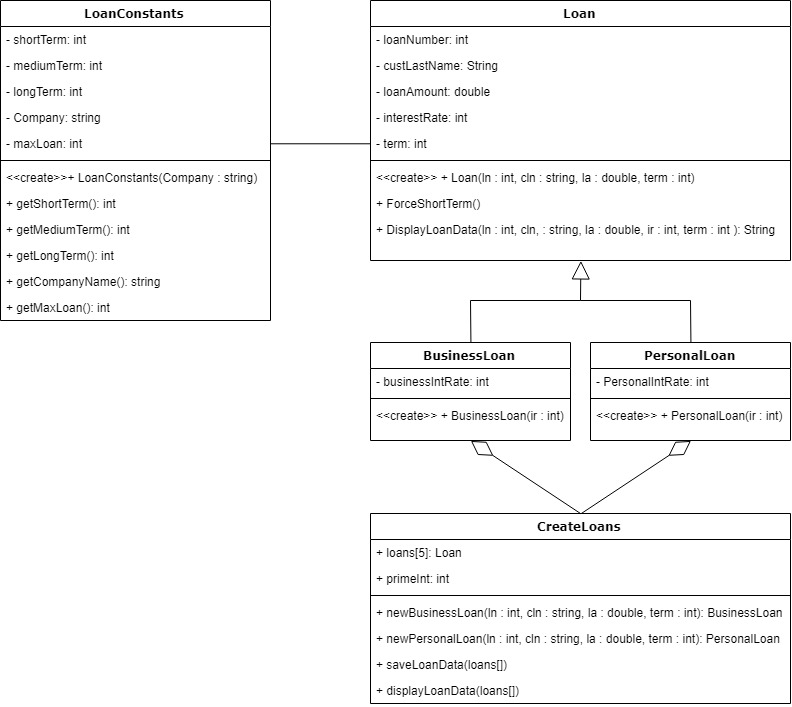 LoanConstants
- shortTerm: int
- mediumTerm: int
- longTerm: int
- Company: string
- maxLoan: int
<<create>>+ LoanConstants(Company : string)
+ getShortTerm(): int
+ getMediumTerm(): int
+ getLongTerm(): int
+ getCompanyName(): string
+ getMaxLoan(): int
Loan
- loanNumber: int
- custLastName: String
- loanAmount: double
- interestRate: int
- term: int
<<create>> + Loan(ln : int, cln : string, la : double, term : int)
+ ForceShortTerm()
+ DisplayLoanData(ln : int, cln, : string, la : double, ir : int, term : int ): String
BusinessLoan
- businessIntRate: int
<<create>> + BusinessLoan(ir : int)
PersonalLoan
- PersonalIntRate: int
<<create>> + PersonalLoan(ir : int)
CreateLoans
+ loans[5]: Loan
+ primeInt: int
+ newBusinessLoan(ln : int, cln : string, la : double, term : int): BusinessLoan
+ newPersonalLoan(ln : int, cln : string, la : double, term : int): PersonalLoan
+ saveLoanData(loans[])
+ displayLoanData(loans[])